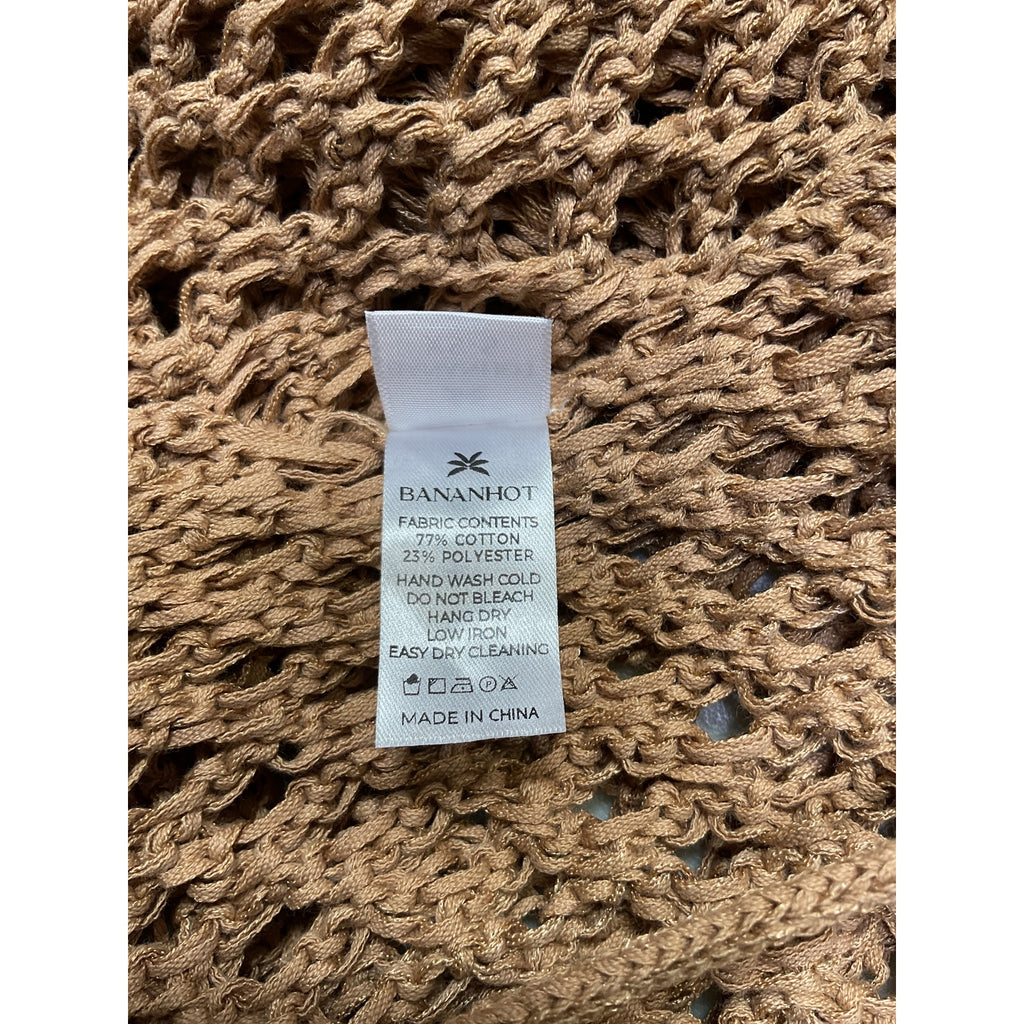 BANANHOT
FABRIC CONTENTS
77% COTTON
23% POLYESTER
HAND WASH COLD
DO NOT BLEACH
HANG DRY
LOW IRON
EASY DRY CLEANING
P
MADE IN CHINA